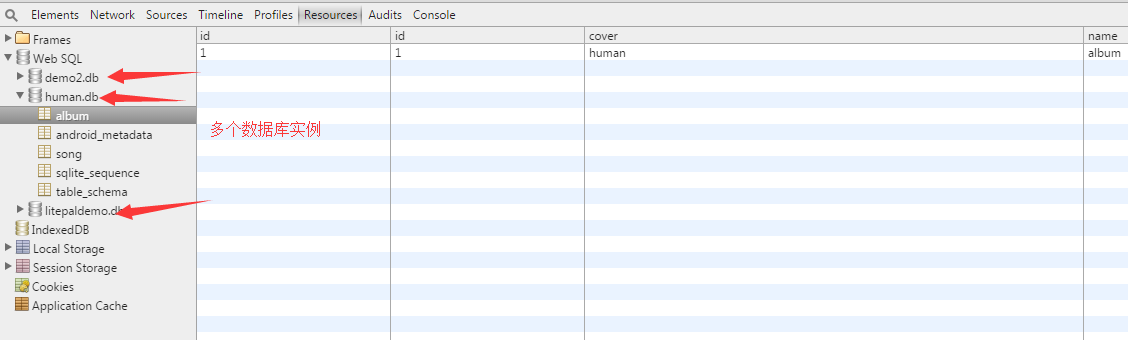 Elements Network Sources Timeline Profiles Resources Audits Console
Frames
Web SQL
demo2.db
human.db
album
android_metadata
song
sqlite_sequence
table_schema
litepaldemo.db
IndexedDB
Local Storage
Session Storage
Cookies
Application Cache
id id cover name
1 1 human album
多个数据库实例